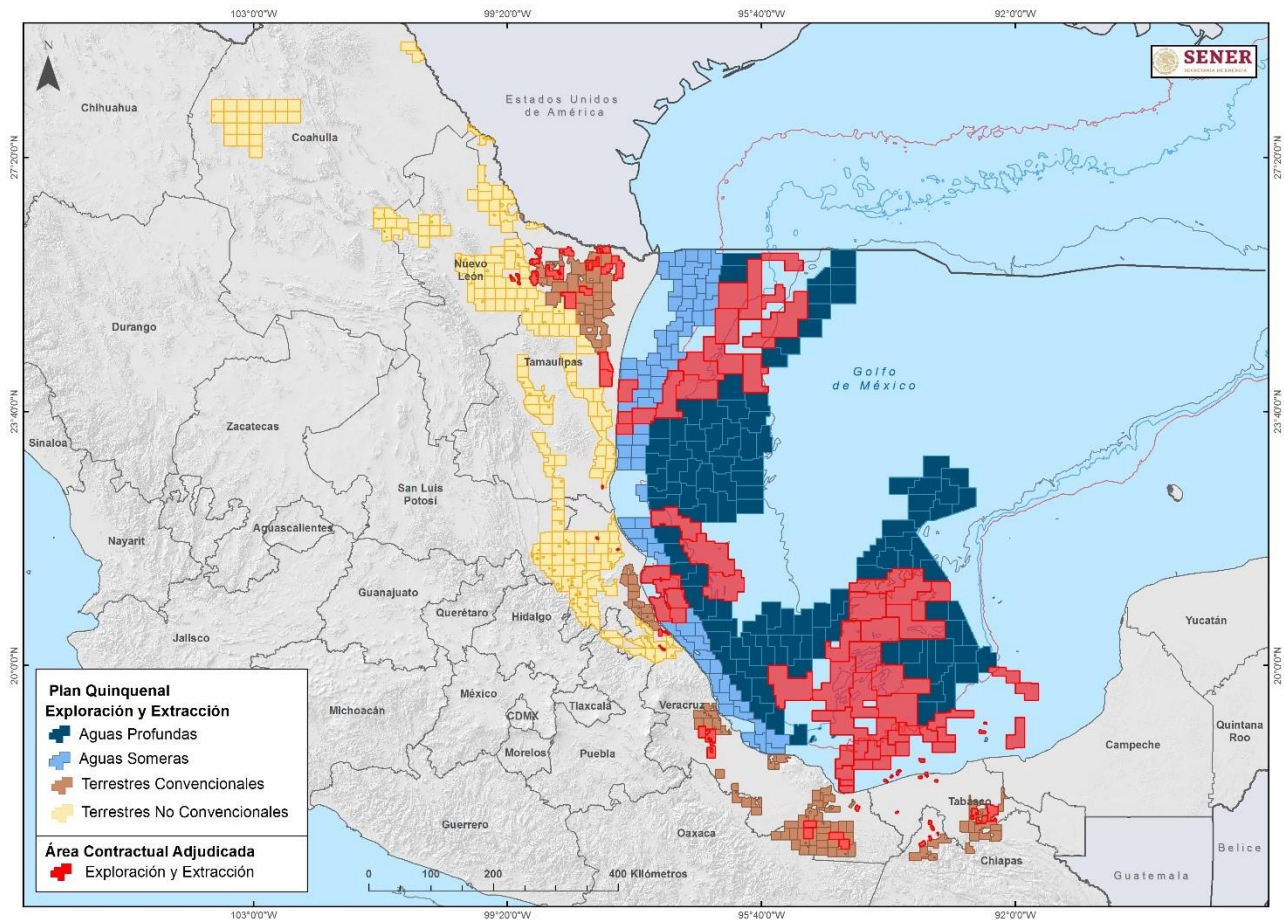 103°0'0"W
99°20'0"W
95°40'0"W
92°0'0"W
N
SENER
SECRETARÍA DE ENERGÍA
Chihuahua
Estados Unidos
de América
Coahuila
27°20'0"N
27°20'0"N
Nuevo
León
Durango
Tamaulipas
Golfo
de México
23°40'0"N
23°40'0"N
Sinaloa
Zacatecas
San Luis
Potosí
Aguascalientes
Nayarit
Guanajuato
Querétaro
Hidalgo
Yucatán
Jalisco
20°0'0"N
20°0'0"N
México
Tlaxcala
Veracruz
Michoacán
CDMX
Quintana
Roo
Campeche
Morelos
Puebla
Tabasco
Guerrero
Oaxaca
Chiapas
Belice
Guatemala
Plan Quinquenal
Exploración y Extracción
Aguas Profundas
Aguas Someras
Terrestres Convencionales
Terrestres No Convencionales
Área Contractual Adjudicada
Exploración y Extracción
0 50 100 200 300 400 Kilómetros
103°0'0"W
99°20'0"W
95°40'0"W
92°0'0"W